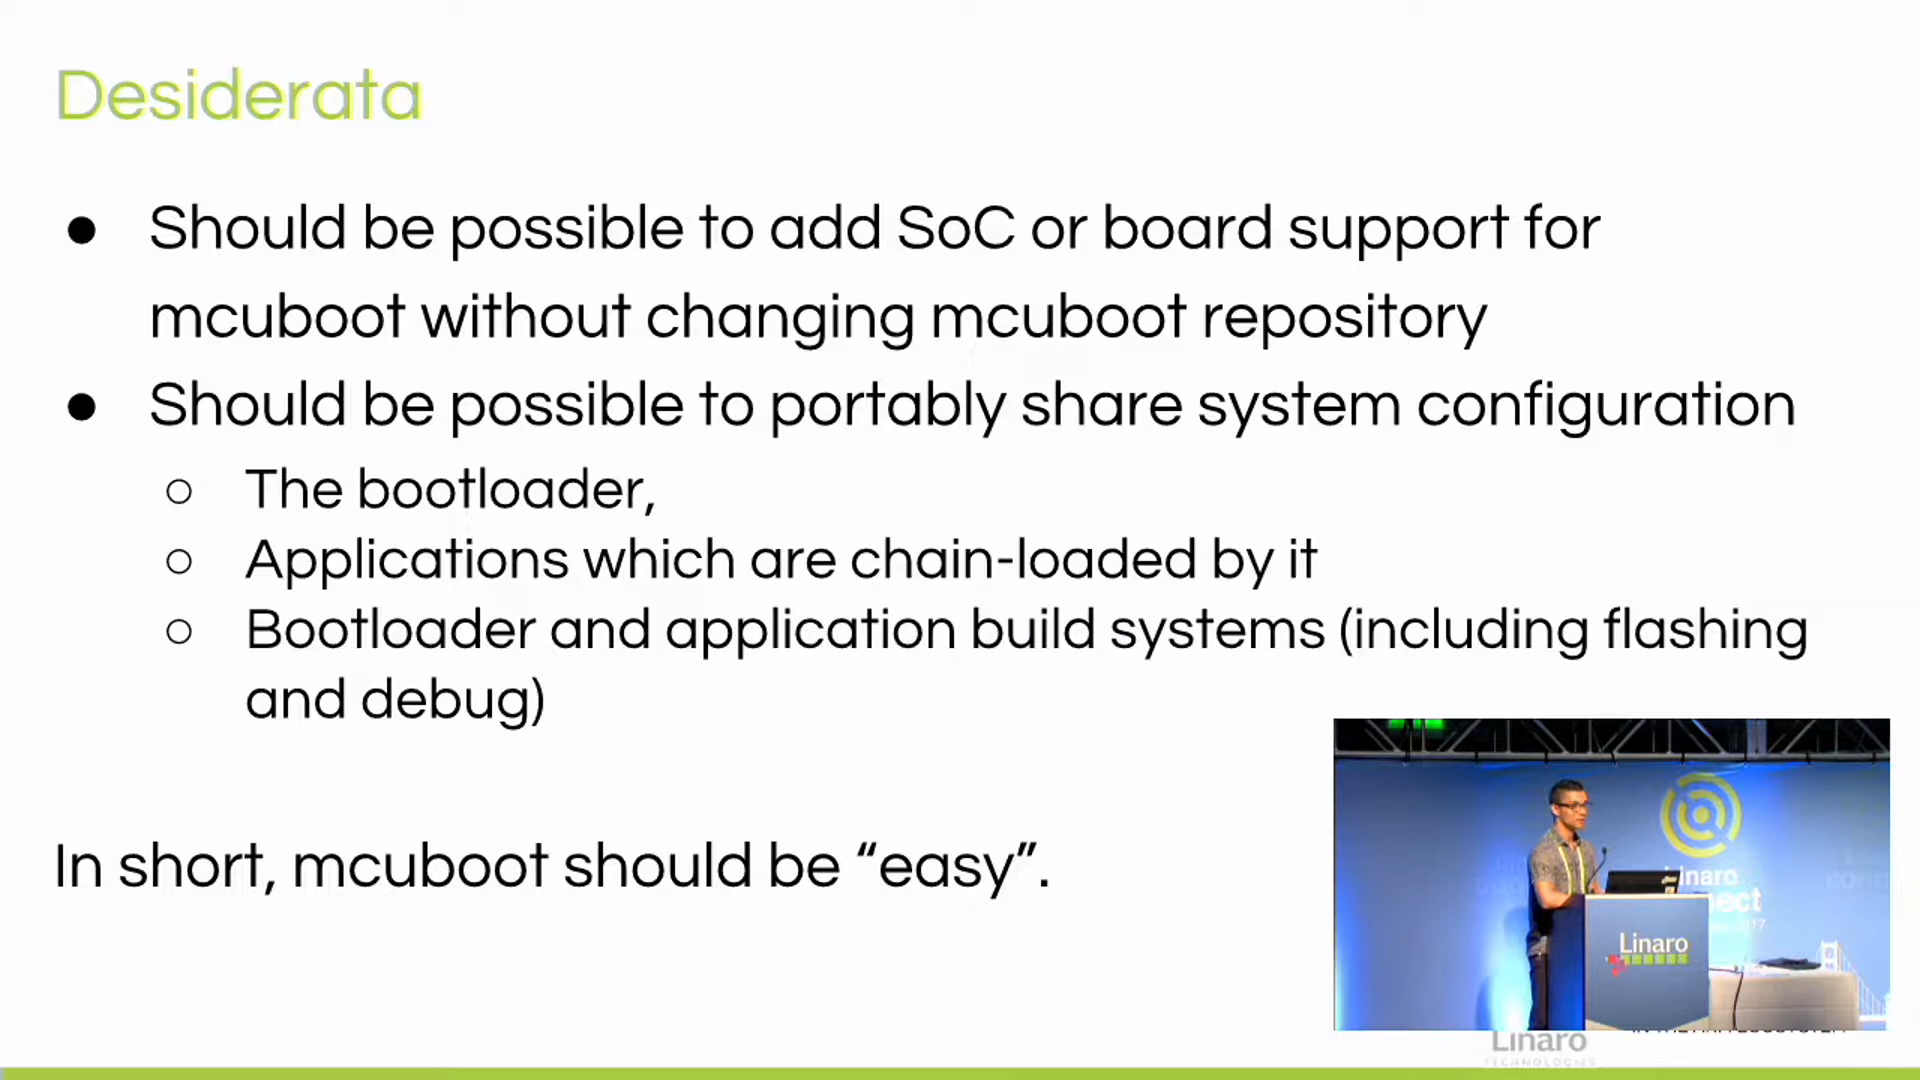 Desiderata
● Should be possible to add SoC or board support for
mcuboot without changing mcuboot repository
● Should be possible to portably share system configuration
○ The bootloader,
○ Applications which are chain-loaded by it
○ Bootloader and application build systems (including flashing
and debug)
In short, mcuboot should be “easy”.
Linaro
Linaro
TECHNOLOGIES